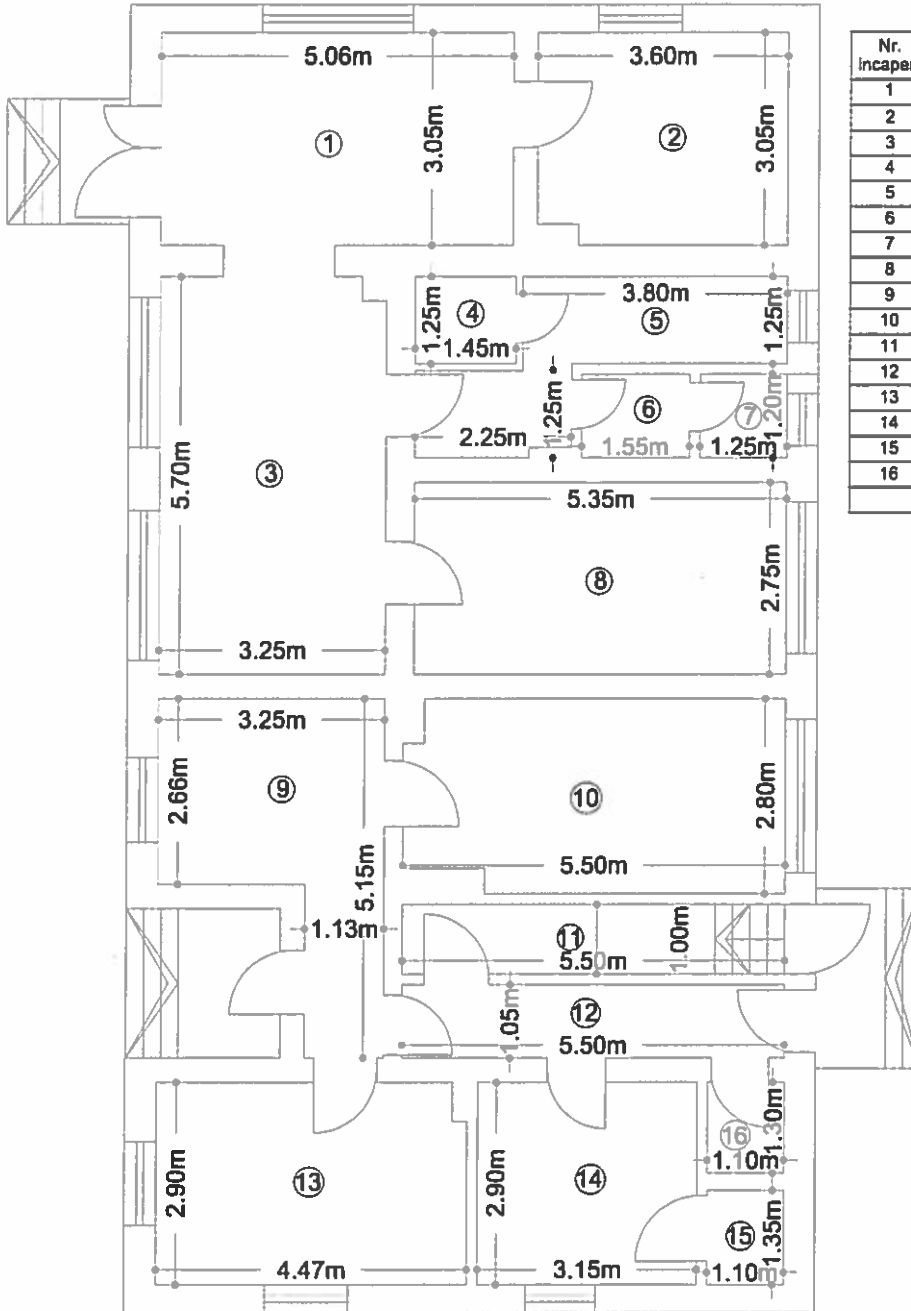 5.06m 3.60m
① ② 3.05m 3.05m
Nr.
1
2
3
4
5
6
7
8
9
10
11
12
13
14
15
16
④ 1.25m 1.45m
3.80m ⑤ 1.25m
2.25m 1.25m
⑥ 1.55m
⑦ 1.20m 1.25m
③ 5.70m 3.25m
5.35m ⑧ 2.75m
3.25m 2.66m ⑨ 5.15m 1.13m
⑩ 2.80m 5.50m
⑪ 5.50m 1.00m
⑫ 1.05m 5.50m
⑬ 2.90m 4.47m
⑭ 2.90m 3.15m
⑯ 1.30m 1.10m
⑮ 1.35m 1.10m